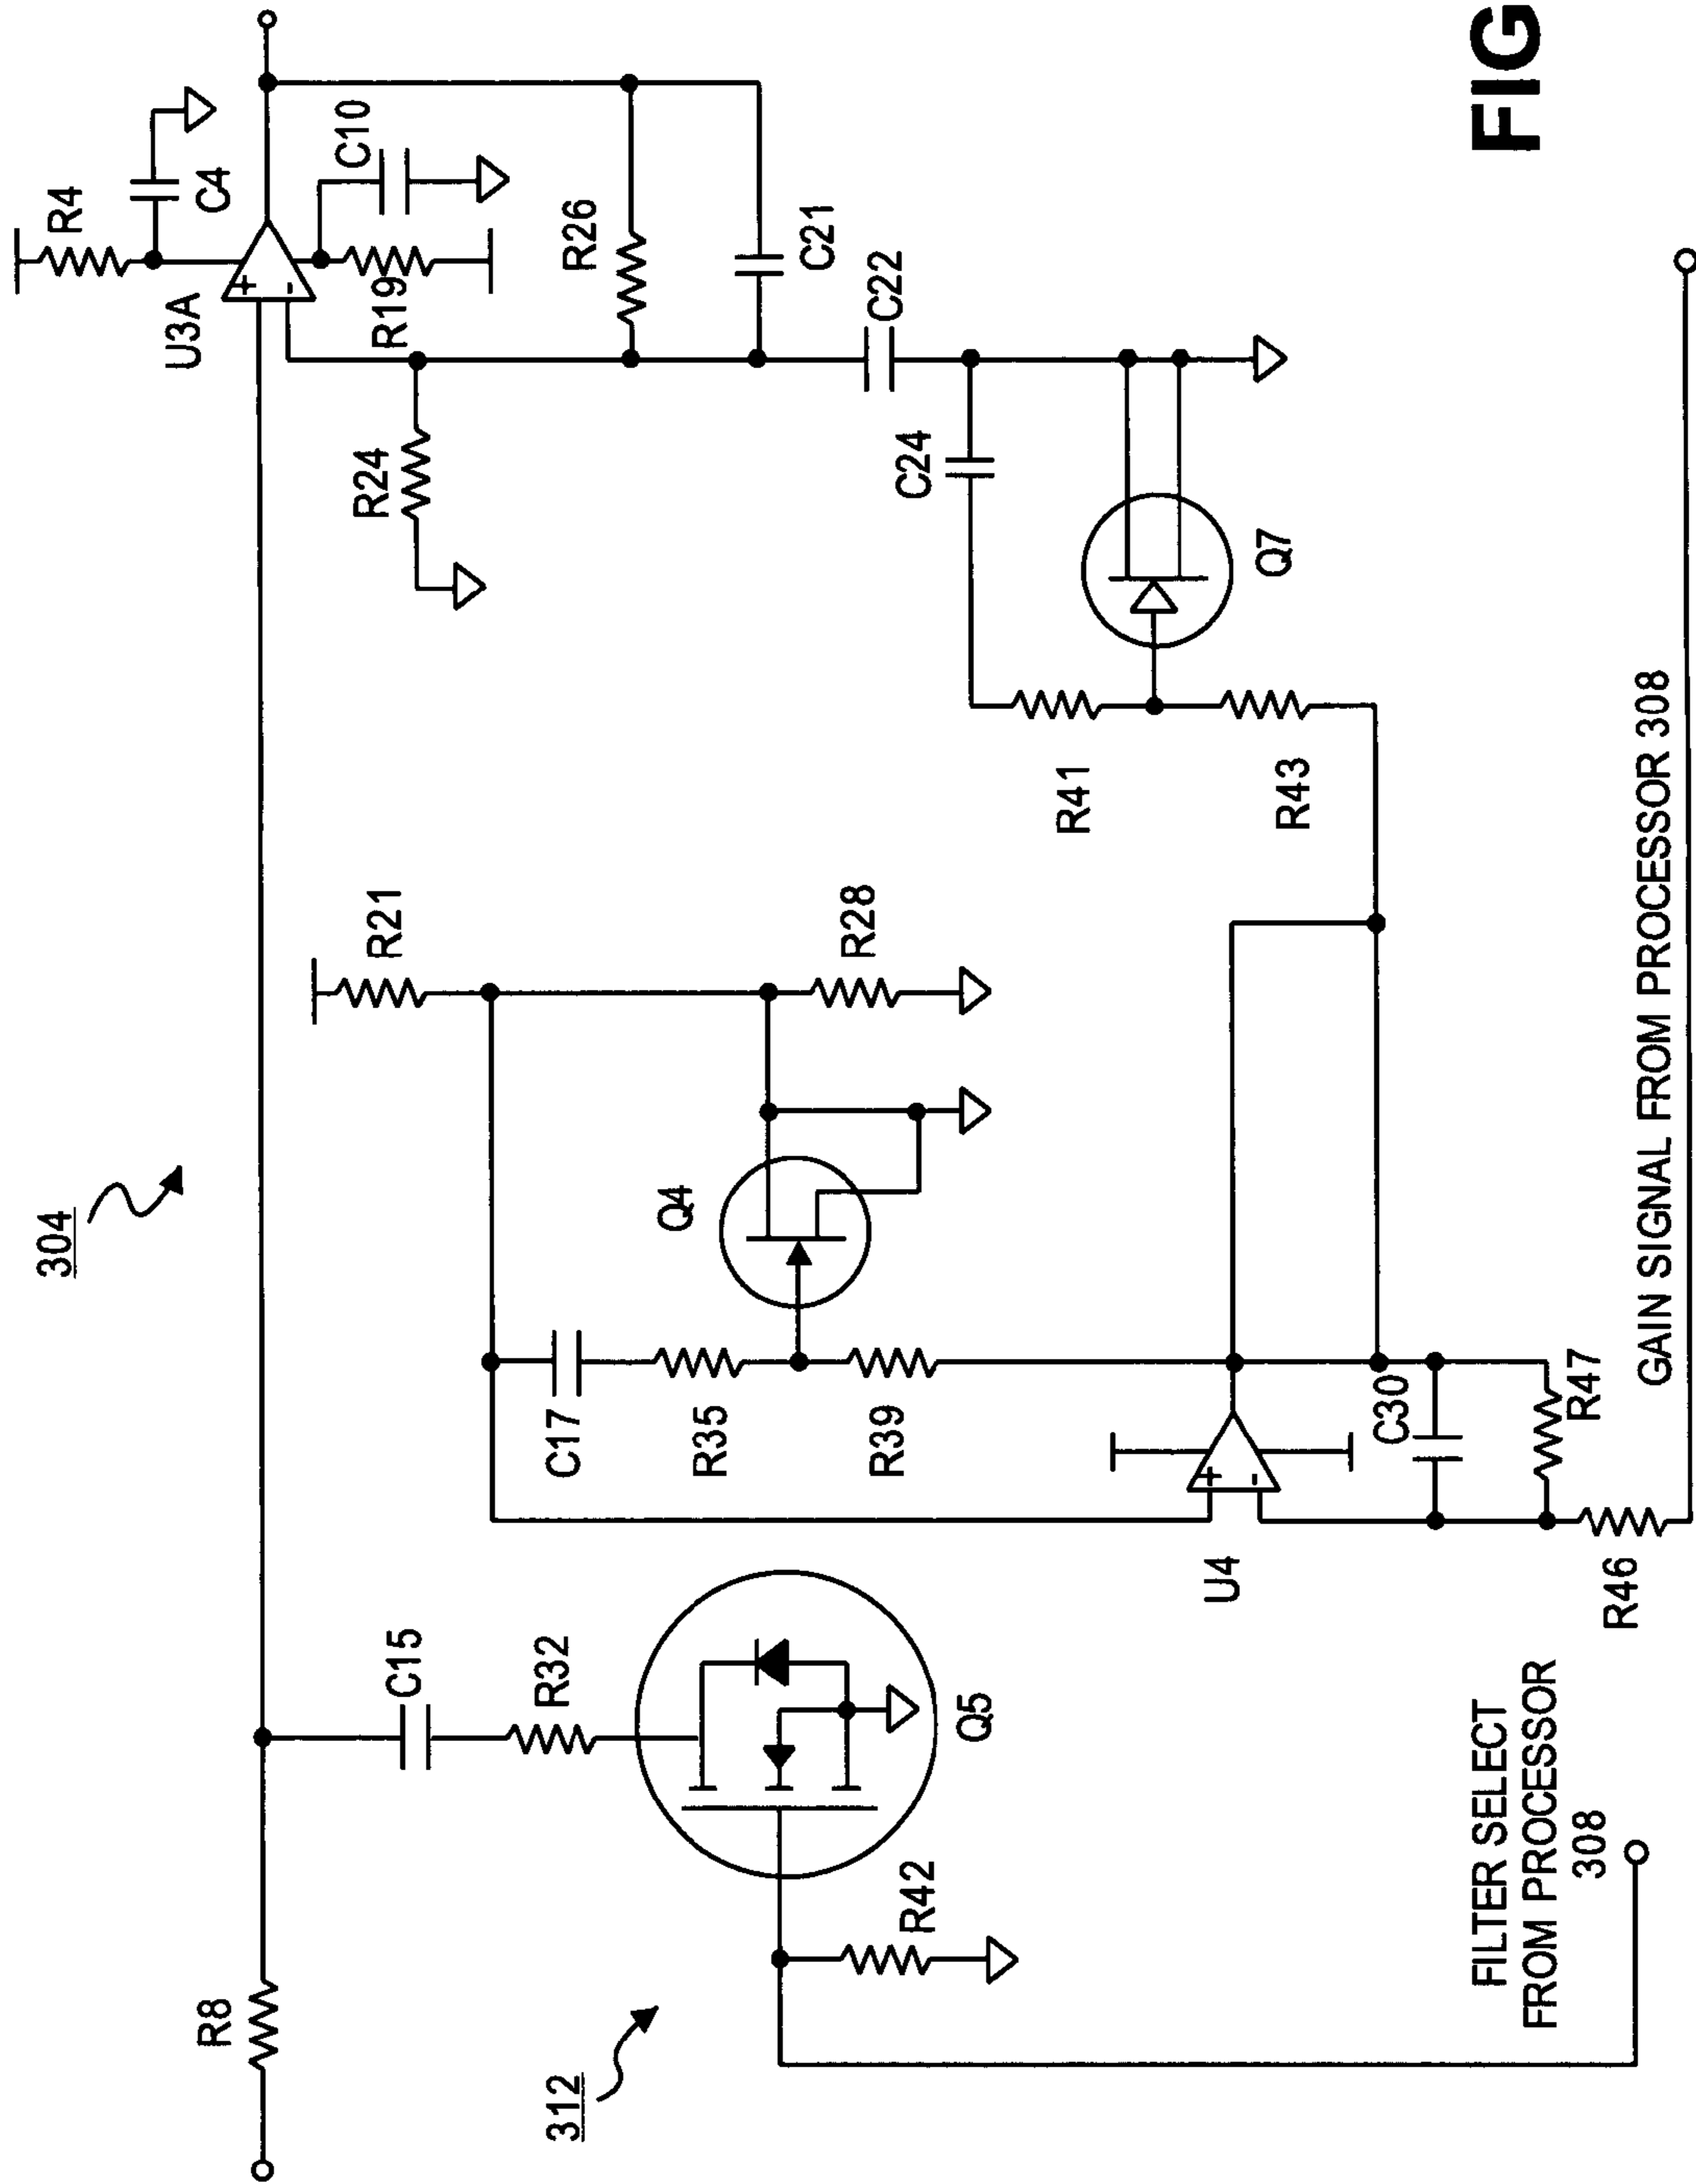 304
R4
C4
U3A
R19
C10
R8
R24
R26
C21
C22
312
C15
R32
Q5
R42
C17
R35
R39
Q4
R21
R28
C24
Q7
R41
R43
U4
C30
R47
R46
FILTER SELECT
FROM PROCESSOR
308
GAIN SIGNAL FROM PROCESSOR 308
FIG
+
-
+
-